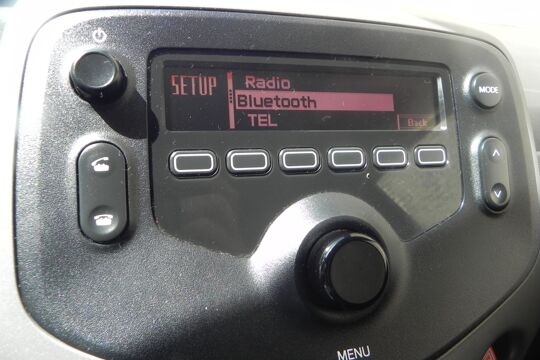 SETUP
Radio
Bluetooth
TEL
Back
MODE
MENU